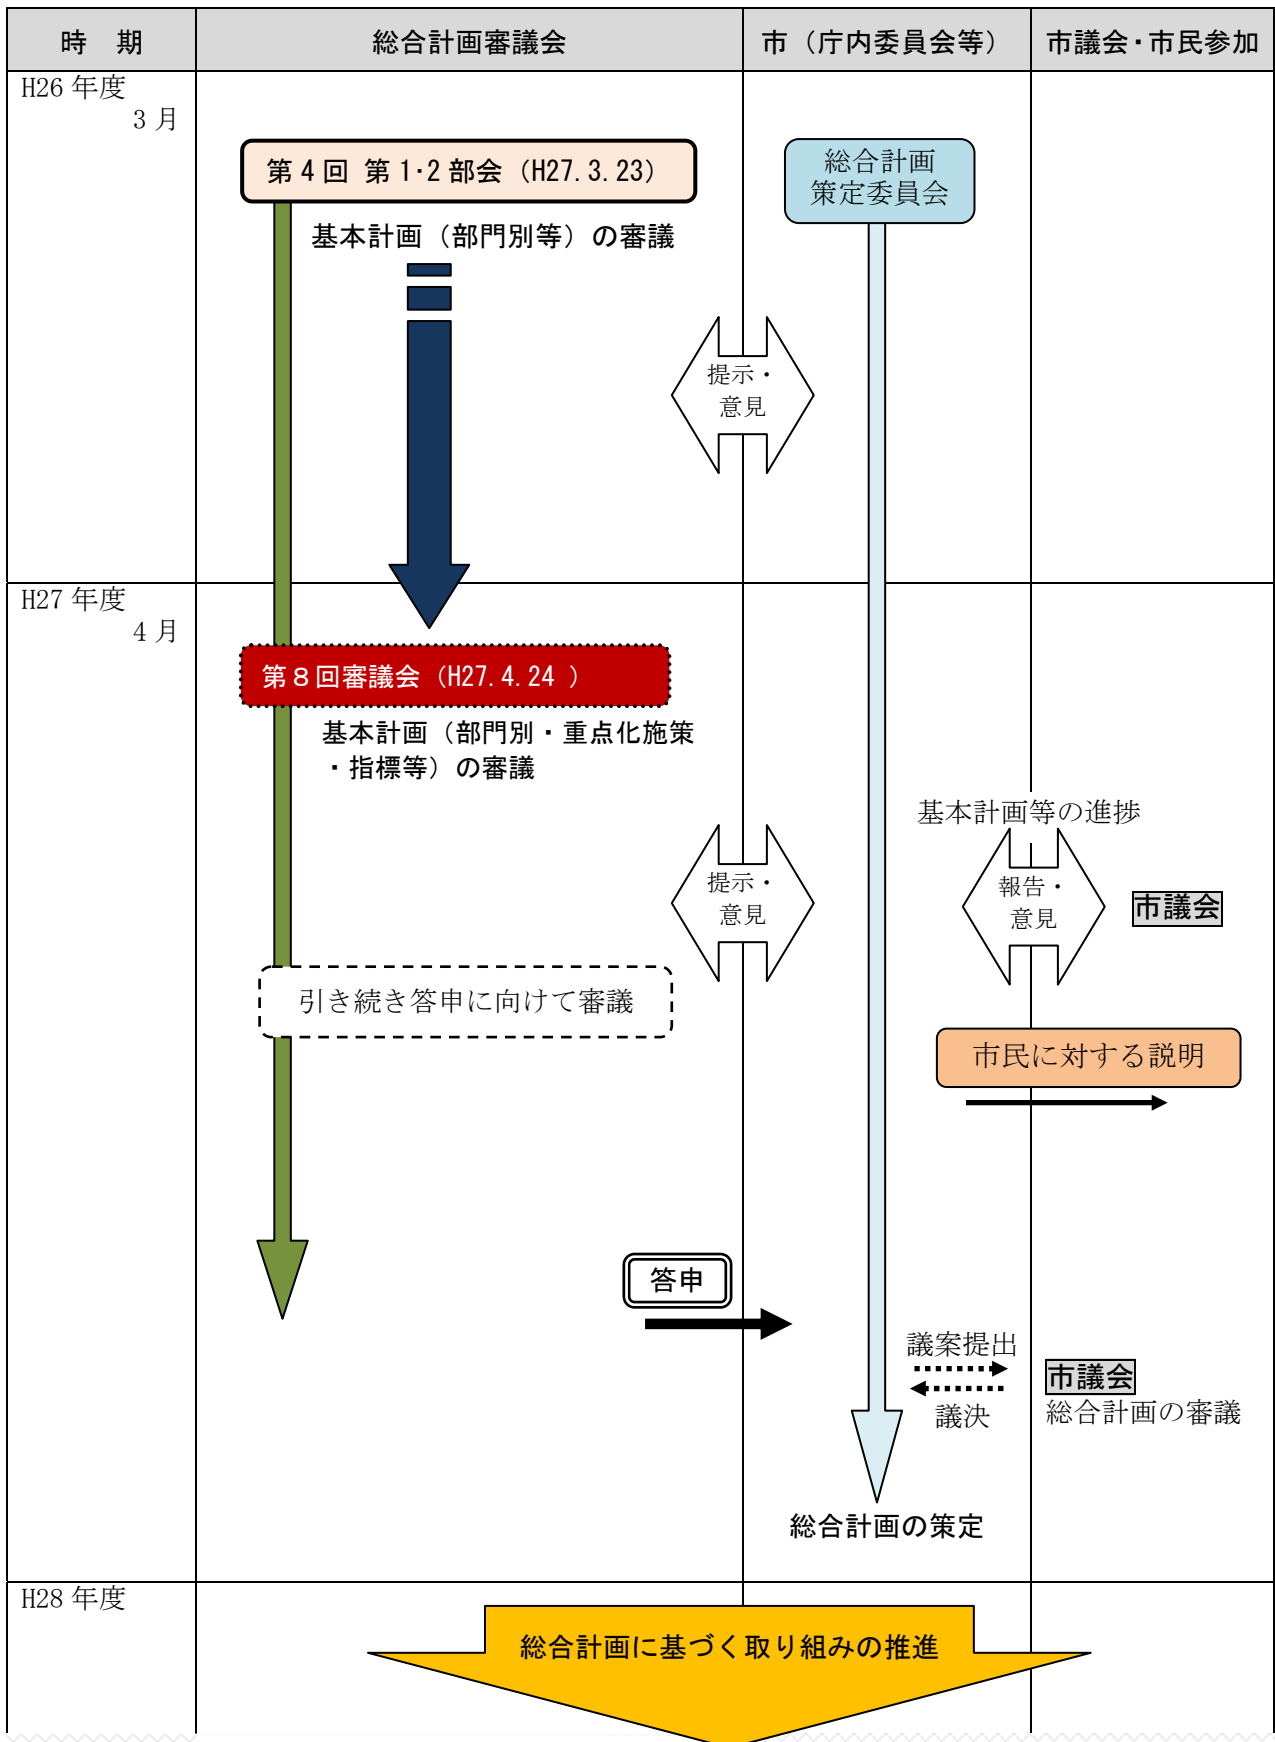 時　期
総合計画審議会
市（庁内委員会等）
市議会・市民参加
H26 年度
3 月
第 4 回 第 1・2 部会（H27.3.23）
基本計画（部門別等）の審議
総合計画
策定委員会
提示・
意見
H27 年度
4 月
第８回審議会（H27.4.24 ）
基本計画（部門別・重点化施策
・指標等）の審議
提示・
意見
基本計画等の進捗
報告・
意見
市議会
引き続き答申に向けて審議
市民に対する説明
答申
議案提出
議決
市議会
総合計画の審議
総合計画の策定
H28 年度
総合計画に基づく取り組みの推進